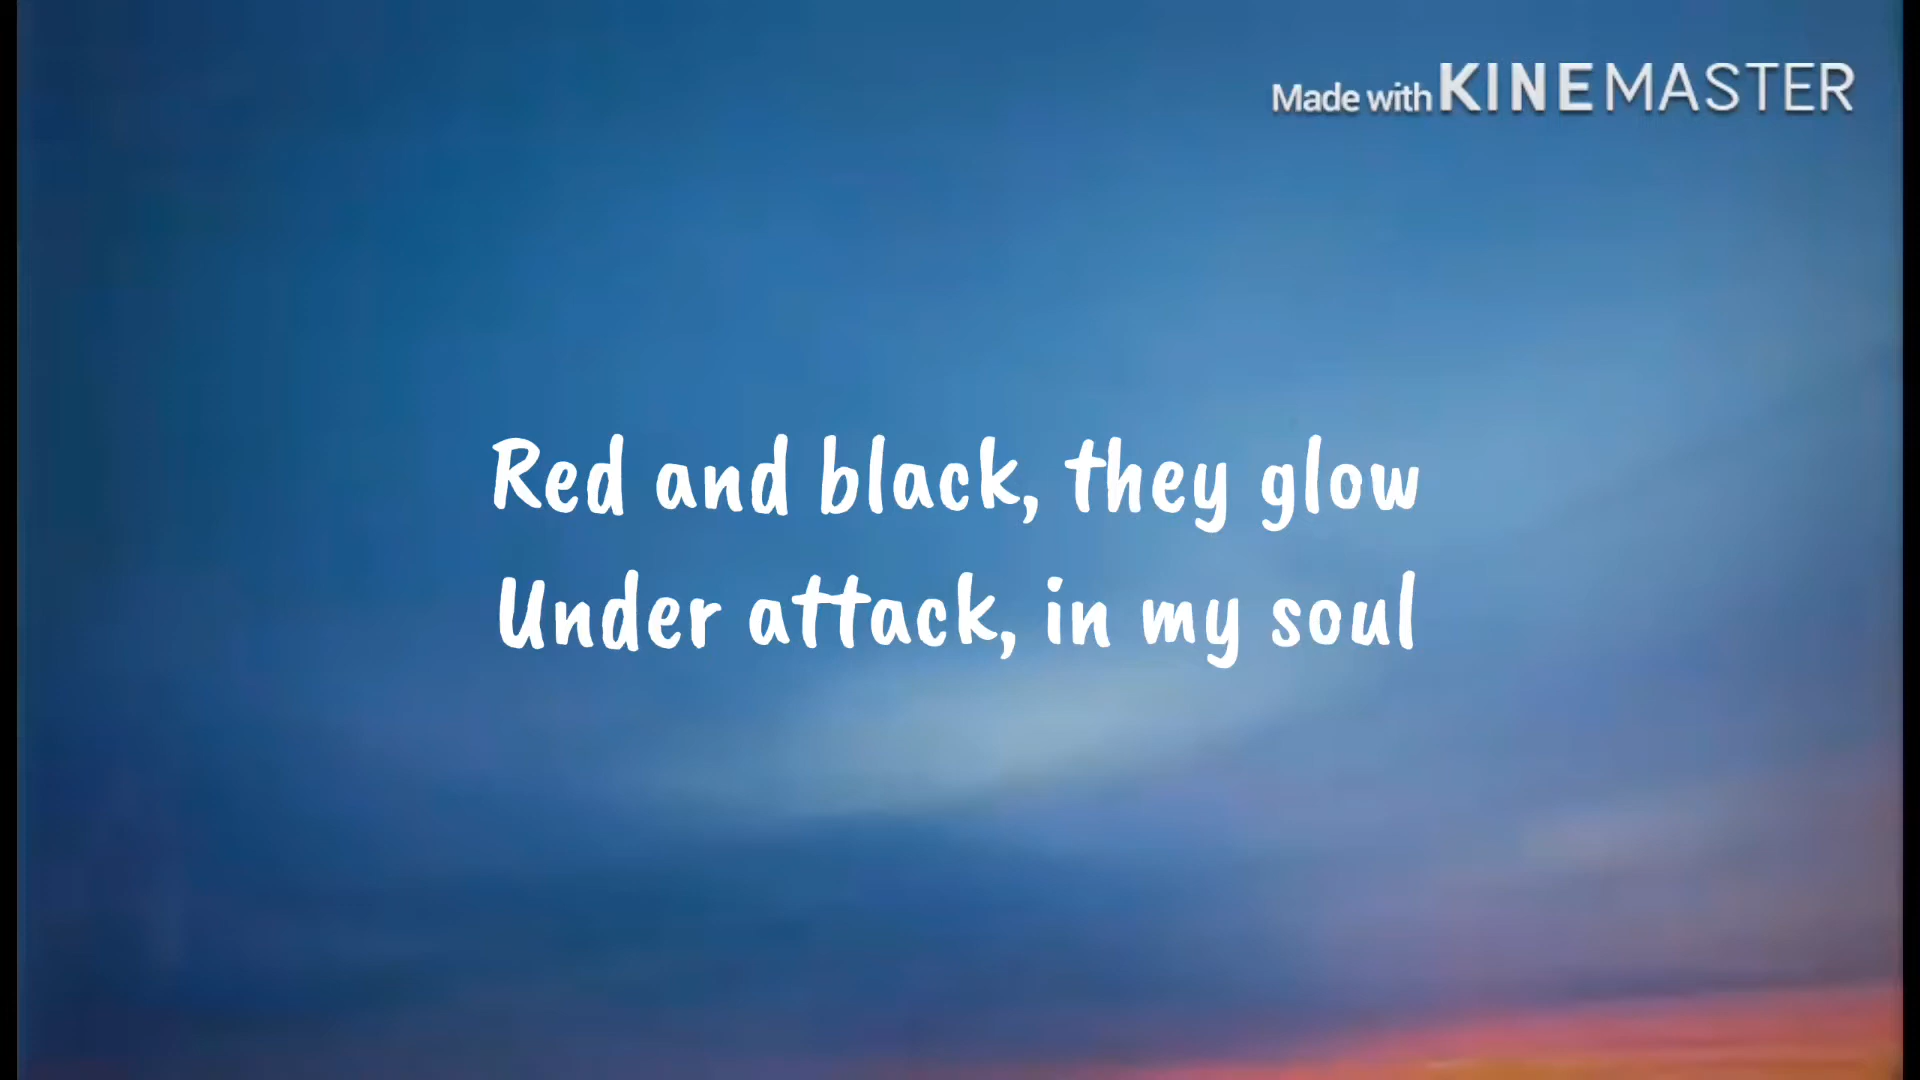 Made with KINEMASTER
Red and black, they glow
Under attack, in my soul